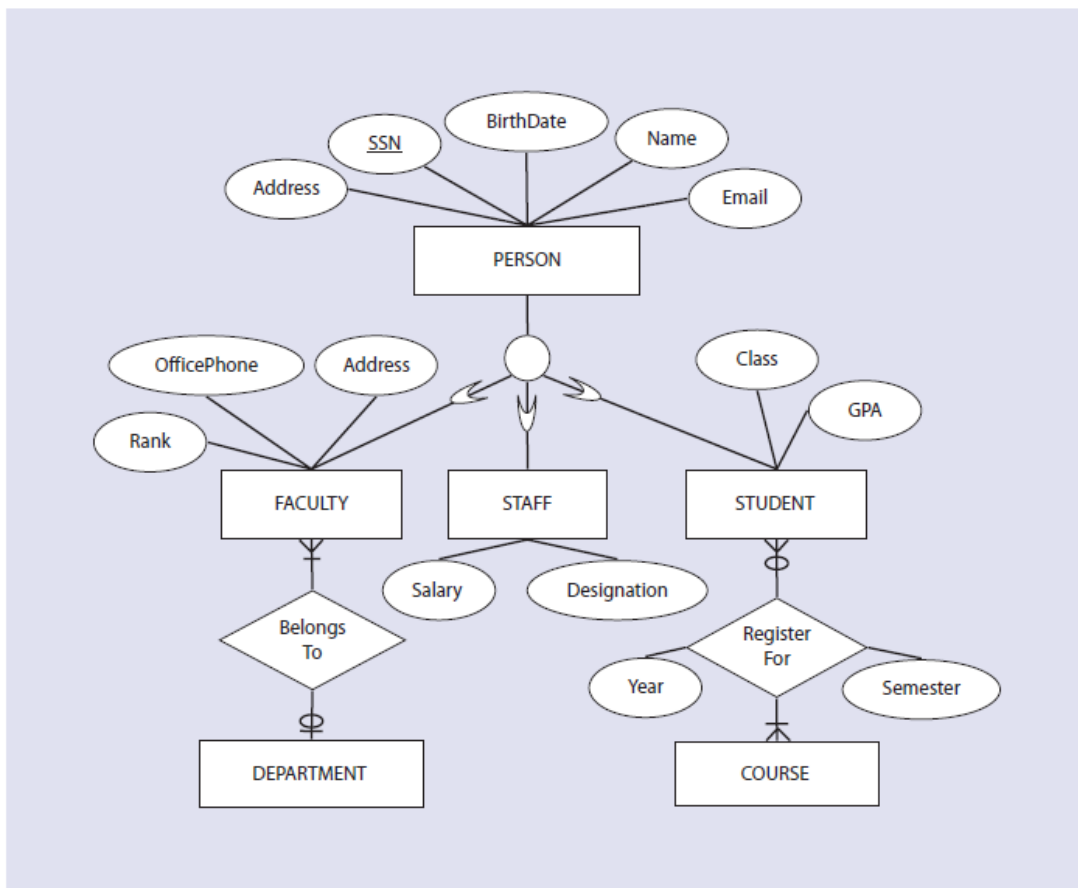 BirthDate
SSN
Name
Address
Email
PERSON
Class
OfficePhone
Address
GPA
Rank
FACULTY
STAFF
STUDENT
Salary
Designation
Belongs
To
Register
For
Year
Semester
DEPARTMENT
COURSE